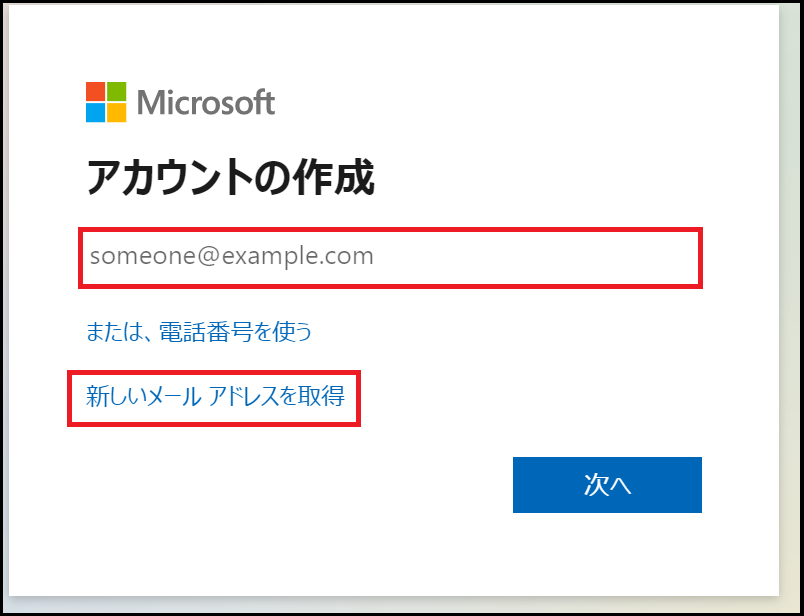 Microsoft
アカウントの作成
someone@example.com
または、電話番号を使う
新しいメール アドレスを取得
次へ